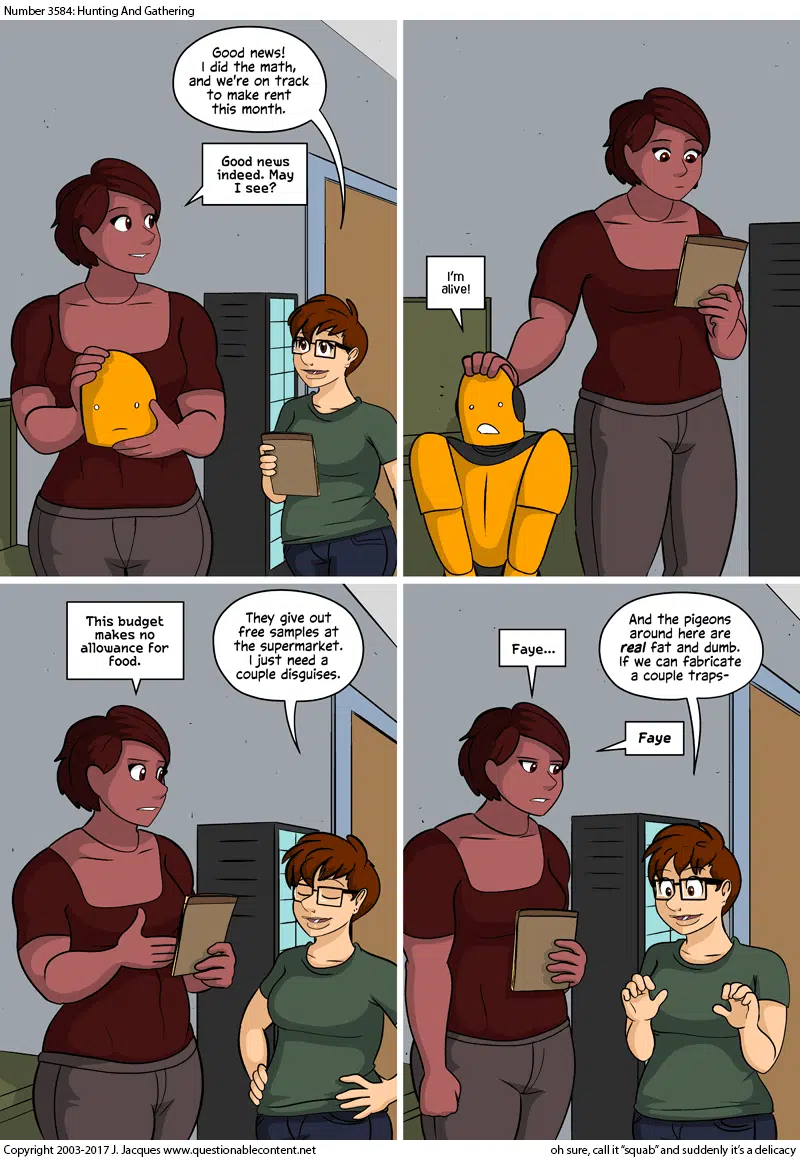 Number 3584: Hunting And Gathering
Good news!
I did the math,
and we're on track
to make rent
this month.
Good news
indeed. May
I see?
I'm
alive!
This budget
makes no
allowance for
food.
They give out
free samples at
the supermarket.
I just need a
couple disguises.
Faye...
And the pigeons
around here are
real fat and dumb.
If we can fabricate
a couple traps-
Faye
Copyright 2003-2017 J. Jacques www.questionablecontent.net
oh sure, call it "squab" and suddenly it's a delicacy